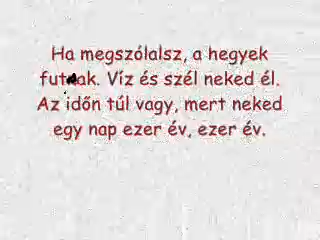 Ha megszólalsz, a hegyek
futnak. Víz és szél neked él.
Az időn túl vagy, mert neked
egy nap ezer év, ezer év.